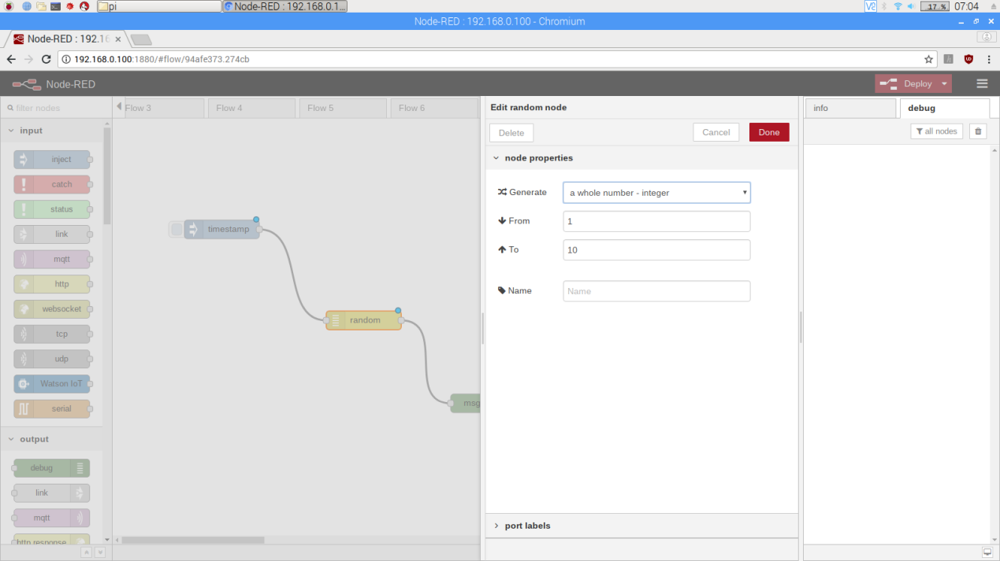 pi
Node-RED : 192.168.0.1...
V2
17 %
07:04
Node-RED : 192.168.0.100 - Chromium
Node-RED : 192.16
192.168.0.100:1880/#flow/94afe373.274cb
Node-RED
Deploy
filter nodes
Flow 3
Flow 4
Flow 5
Flow 6
Edit random node
info
debug
Delete
Cancel
Done
all nodes
input
inject
catch
status
link
mqtt
http
websocket
tcp
udp
Watson IoT
serial
output
debug
link
mqtt
http response
timestamp
random
msg
node properties
Generate
a whole number - integer
From
1
To
10
Name
Name
port labels